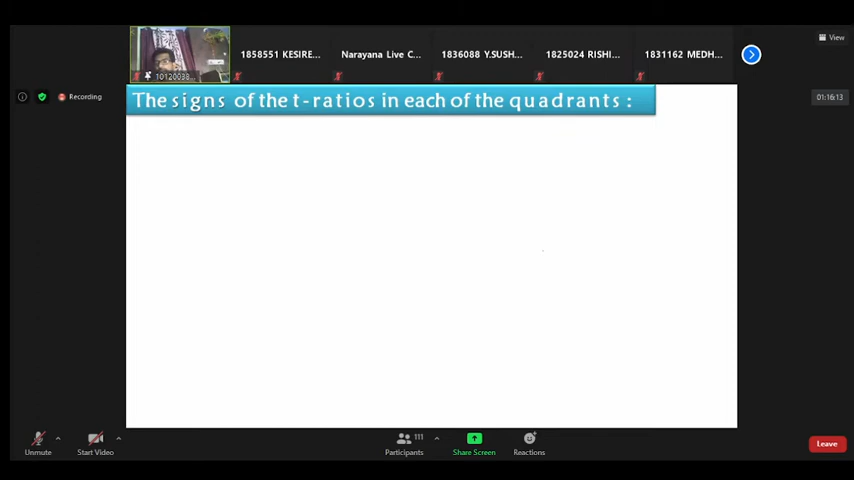 View
1858551 KESIRE...
Narayana Live C...
1836088 Y.SUSH...
1825024 RISHI...
1831162 MEDH...
10120038...
Recording
01:16:13
The signs of the t-ratios in each of the quadrants :
Unmute
Start Video
Participants
111
Share Screen
Reactions
Leave